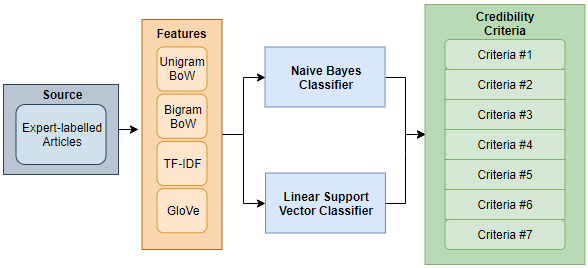 Source
Expert-labelled
Articles
Features
Unigram
BoW
Bigram
BoW
TF-IDF
GloVe
Naive Bayes
Classifier
Linear Support
Vector Classifier
Credibility
Criteria
Criteria #1
Criteria #2
Criteria #3
Criteria #4
Criteria #5
Criteria #6
Criteria #7